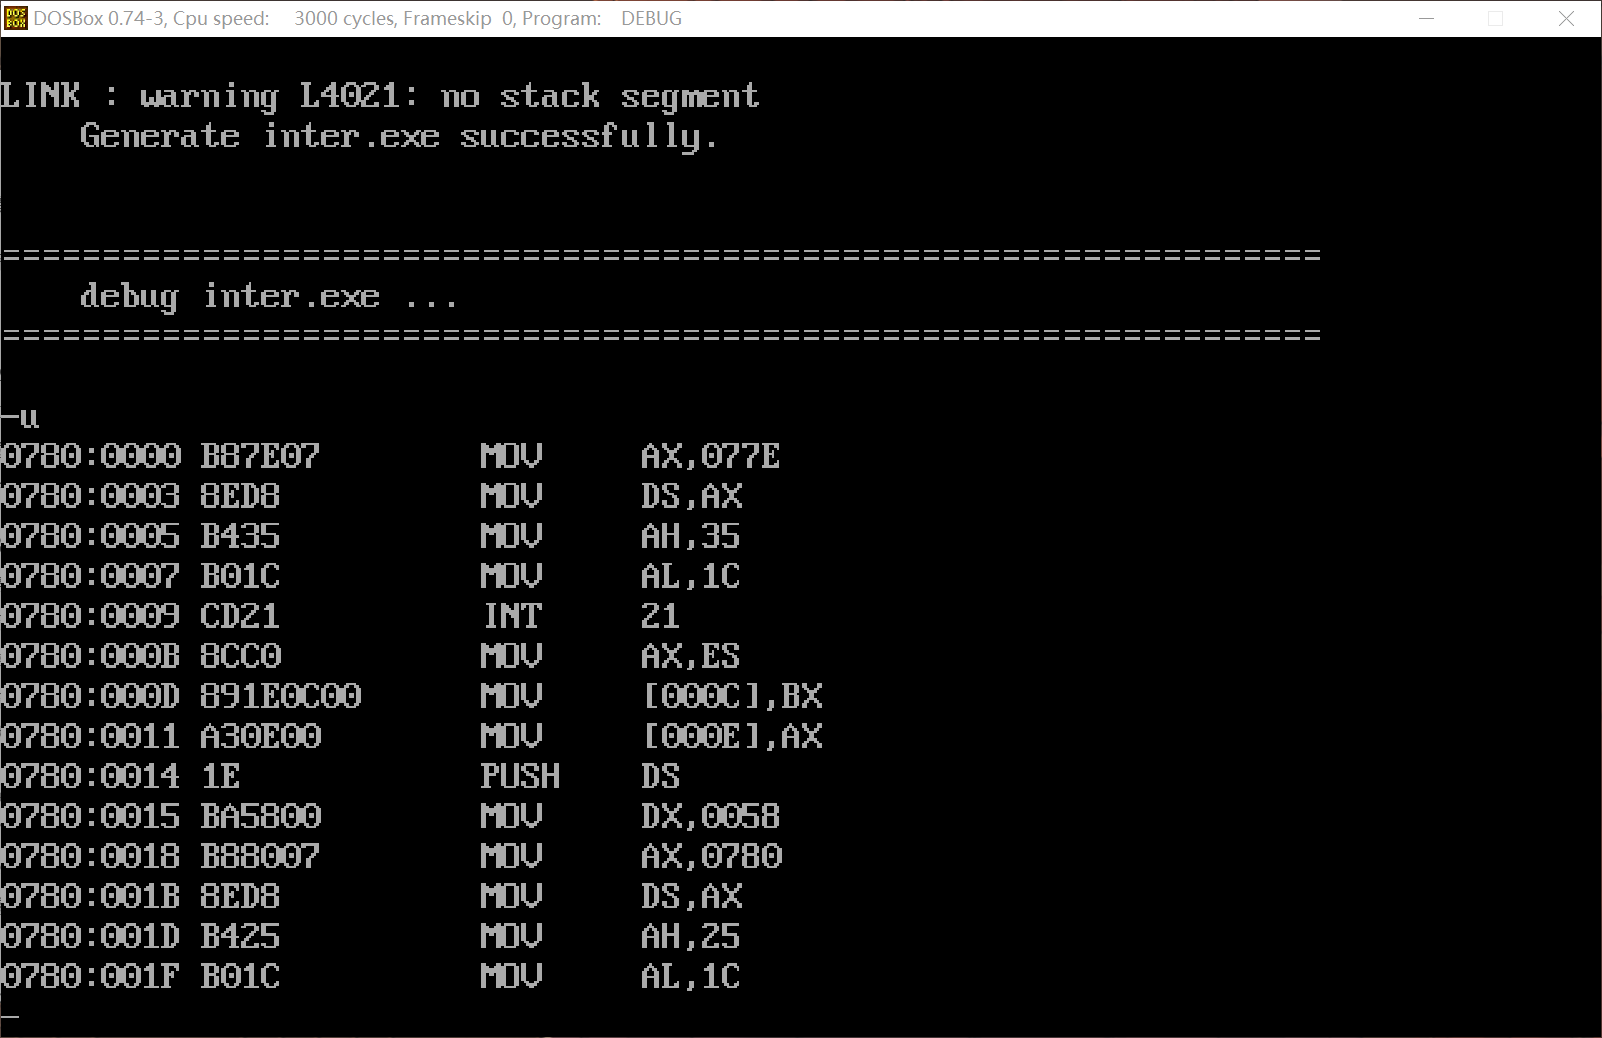 DOSBox 0.74-3, Cpu speed: 3000 cycles, Frameskip 0, Program: DEBUG
LINK : warning L4021: no stack segment
Generate inter.exe successfully.
==================================================================
debug inter.exe ...
==================================================================
-u
0780:0000 B87E07 MOV AX,077E
0780:0003 8ED8 MOV DS,AX
0780:0005 B435 MOV AH,35
0780:0007 B01C MOV AL,1C
0780:0009 CD21 INT 21
0780:000B 8CC0 MOV AX,ES
0780:000D 891E0C00 MOV [000C],BX
0780:0011 A30E00 MOV [000E],AX
0780:0014 1E PUSH DS
0780:0015 BA5800 MOV DX,0058
0780:0018 B88007 MOV AX,0780
0780:001B 8ED8 MOV DS,AX
0780:001D B425 MOV AH,25
0780:001F B01C MOV AL,1C